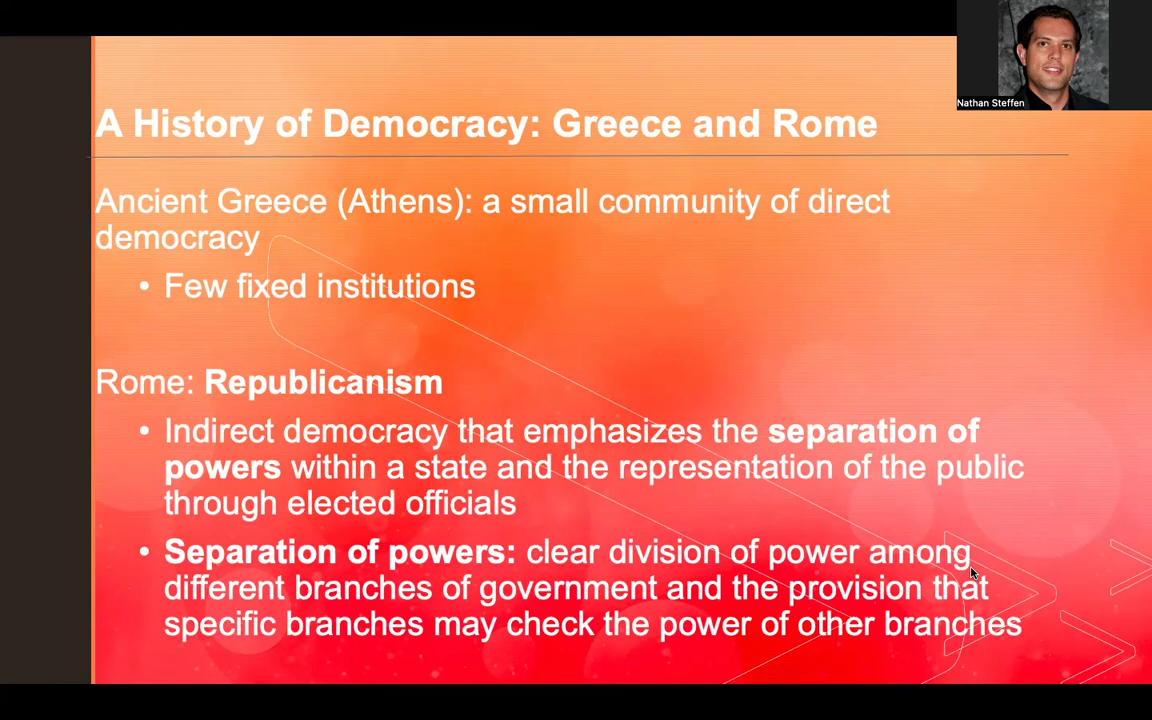 Nathan Steffen
A History of Democracy: Greece and Rome
Ancient Greece (Athens): a small community of direct
democracy
• Few fixed institutions
Rome: Republicanism
• Indirect democracy that emphasizes the separation of
powers within a state and the representation of the public
through elected officials
• Separation of powers: clear division of power among
different branches of government and the provision that
specific branches may check the power of other branches